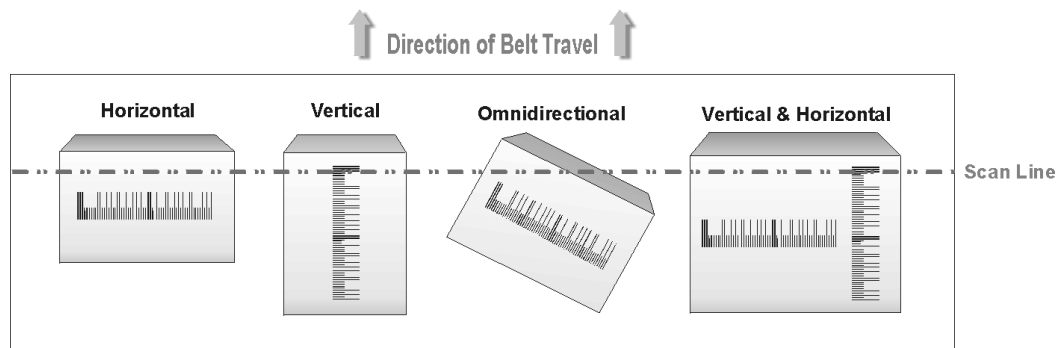 Direction of Belt Travel
Horizontal
Vertical
Omnidirectional
Vertical & Horizontal
Scan Line